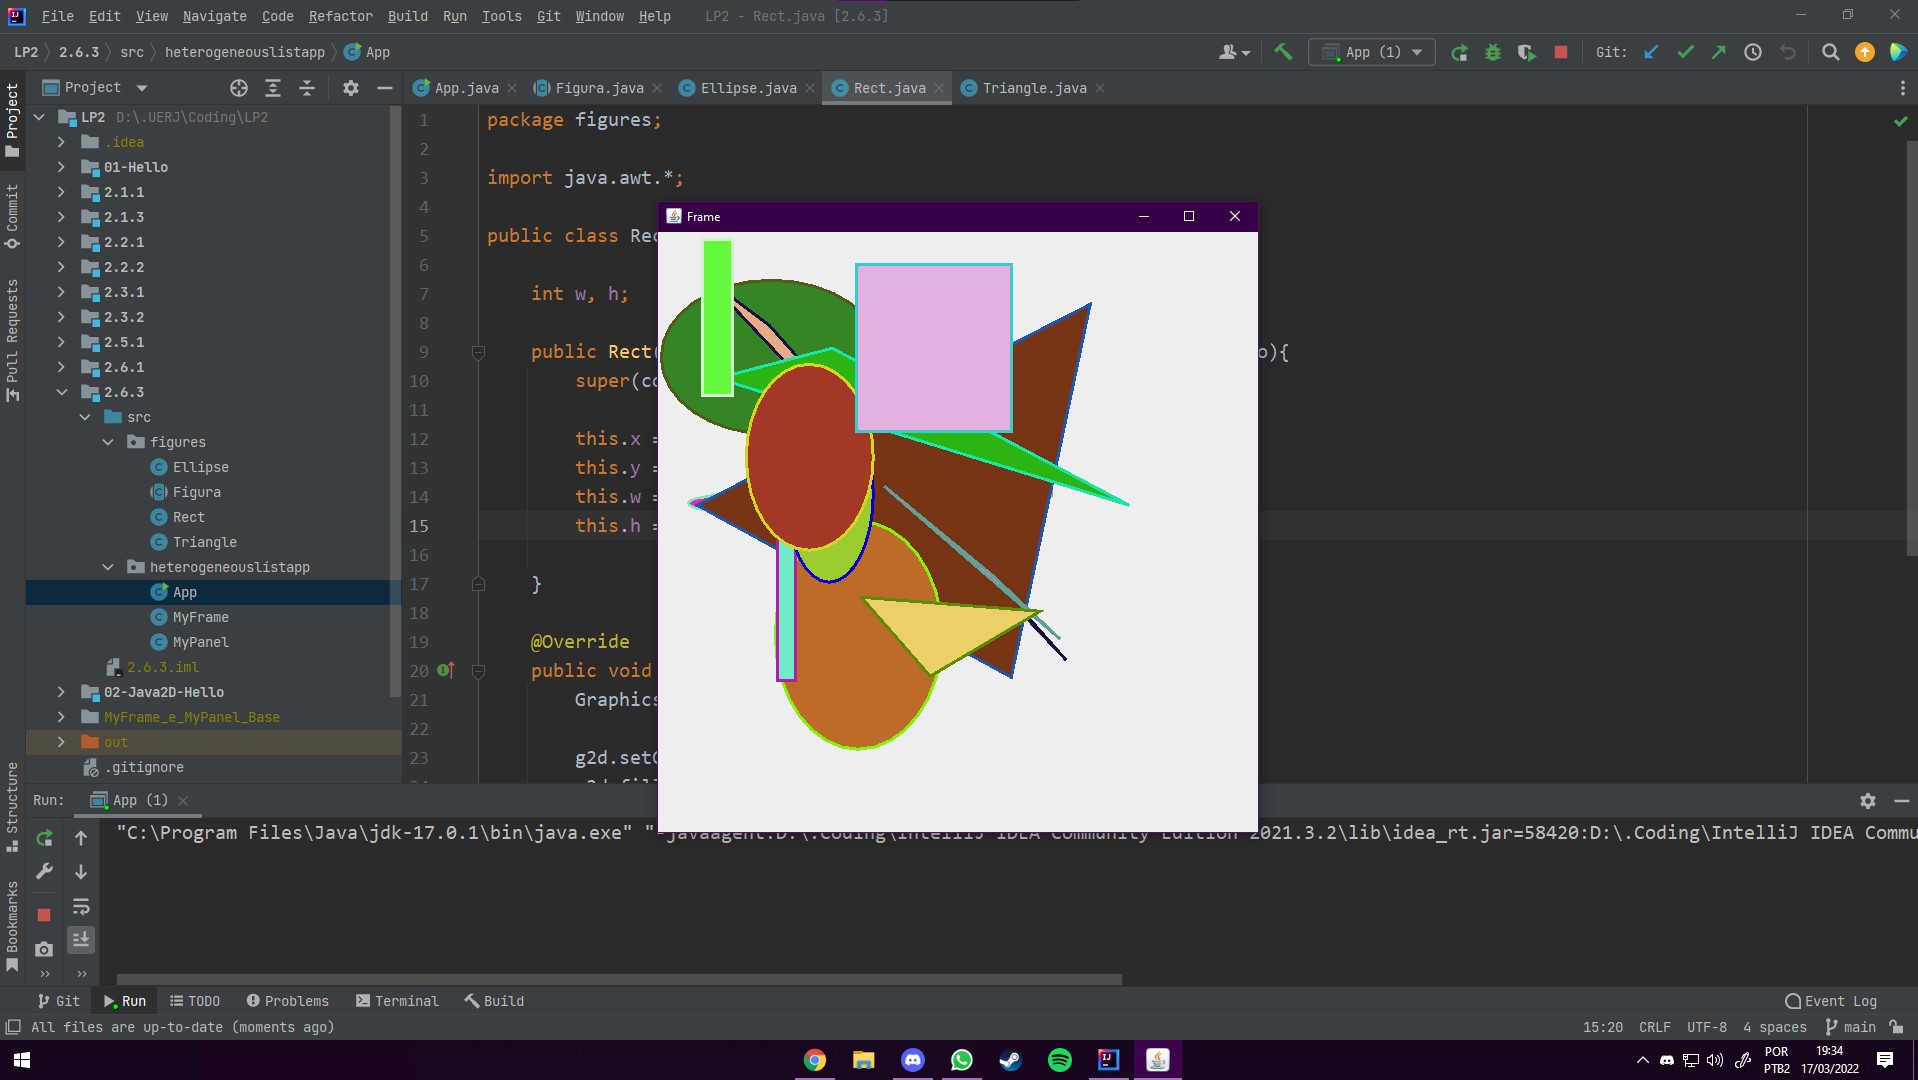 File Edit View Navigate Code Refactor Build Run Tools Git Window Help LP2 - Rect.java [2.6.3]
LP2 2.6.3 src heterogeneouslistapp App
App (1) Git:
Project
App.java Figura.java Ellipse.java Rect.java Triangle.java
Project
Commit
Pull Requests
Structure
Bookmarks
LP2 D:\.UERJ\Coding\LP2
.idea
01-Hello
2.1.1
2.1.3
2.2.1
2.2.2
2.3.1
2.3.2
2.5.1
2.6.1
2.6.3
src
figures
Ellipse
Figura
Rect
Triangle
heterogeneouslistapp
App
MyFrame
MyPanel
2.6.3.iml
02-Java2D-Hello
MyFrame_e_MyPanel_Base
out
.gitignore
1 package figures;
2
3 import java.awt.*;
4
5 public class Rec
6
7 int w, h;
8
9 public Rect( o){
10 super(co
11
12 this.x =
13 this.y =
14 this.w =
15 this.h =
16
17 }
18
19 @Override
20 public void
21 Graphics
22
23 g2d.set
Frame
Run: App (1)
"C:\Program Files\Java\jdk-17.0.1\bin\java.exe" "-javaagent:D:\.Coding\IntelliJ IDEA Community Edition 2021.3.2\lib\idea_rt.jar=58420:D:\.Coding\IntelliJ IDEA Commu
Git Run TODO Problems Terminal Build Event Log
All files are up-to-date (moments ago) 15:20 CRLF UTF-8 4 spaces main
POR 19:34
PTB2 17/03/2022